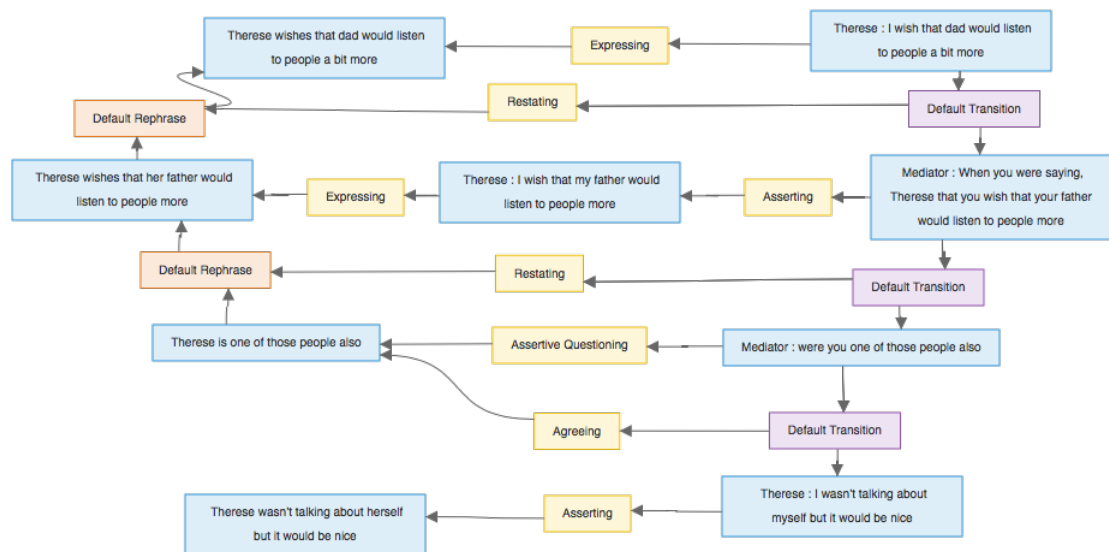 Therese wishes that dad would listen
to people a bit more
Expressing
Therese : I wish that dad would listen
to people a bit more
Default Rephrase
Restating
Default Transition
Therese wishes that her father would
listen to people more
Expressing
Therese : I wish that my father would
listen to people more
Asserting
Mediator : When you were saying,
Therese that you wish that your father
would listen to people more
Default Rephrase
Restating
Default Transition
Therese is one of those people also
Assertive Questioning
Mediator : were you one of those people also
Agreeing
Default Transition
Therese wasn't talking about herself
but it would be nice
Asserting
Therese : I wasn't talking about
myself but it would be nice